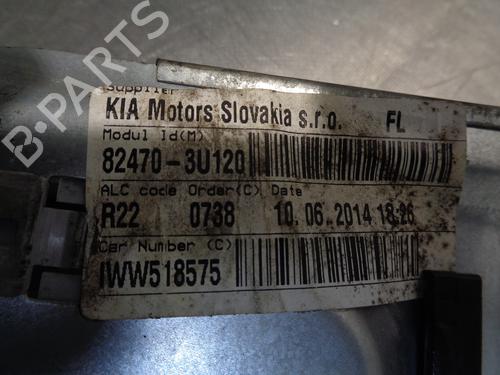 Supplier
KIA Motors Slovakia s.r.o. FL
Modul Id(M)
82470-3U120
ALC code Order(C) Date
R22 0738 10.06.2014 18:26
Car Number (C)
IWW518575
B-PARTS